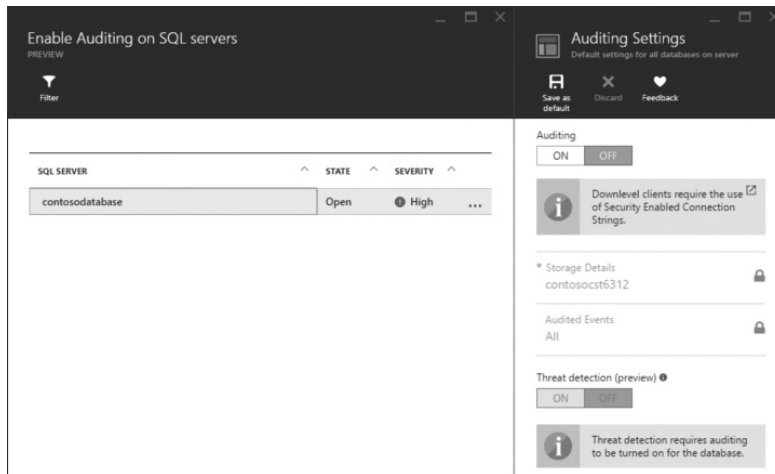 Enable Auditing on SQL servers
PREVIEW
Filter
SQL SERVER
STATE
SEVERITY
contosodatabase
Open
High
...
Auditing Settings
Default settings for all databases on server
Save as
default
Discard
Feedback
Auditing
ON
OFF
Downlevel clients require the use
of Security Enabled Connection
Strings.
* Storage Details
contosocst6312
Audited Events
All
Threat detection (preview)
ON
OFF
Threat detection requires auditing
to be turned on for the database.